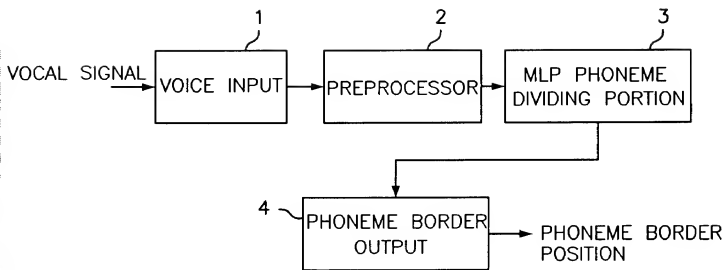 1
2
3
VOCAL SIGNAL
VOICE INPUT
PREPROCESSOR
MLP PHONEME
DIVIDING PORTION
4
PHONEME BORDER
OUTPUT
PHONEME BORDER
POSITION